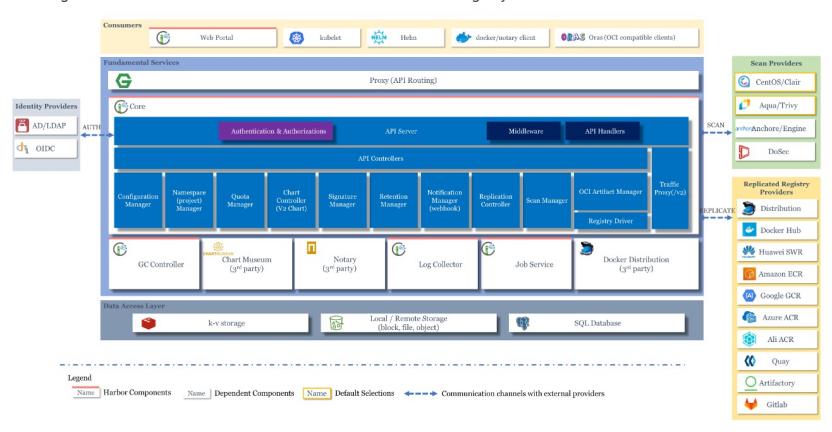 Consumers
Web Portal
kubelet
HELM
Helm
docker/notary client
ORAS Oras (OCI compatible clients)
Fundamental Services
Proxy (API Routing)
Core
Authentication & Authorizations
API Server
Middleware
API Handlers
API Controllers
Configuration
Manager
Namespace
(project)
Manager
Quota
Manager
Chart
Controller
(V2 Chart)
Signature
Manager
Retention
Manager
Notification
Manager
(webhook)
Replication
Controller
Scan Manager
OCI Artifact Manager
Registry Driver
Traffic
Proxy(/v2)
GC Controller
Chart Museum
(3rd party)
Notary
(3rd party)
Log Collector
Job Service
Docker Distribution
(3rd party)
Data Access Layer
k-v storage
Local / Remote Storage
(block, file, object)
SQL Database
Identity Providers
AD/LDAP
OIDC
AUTH
SCAN
REPLICATE
Scan Providers
CentOS/Clair
Aqua/Trivy
Anchore/Engine
DoSec
Replicated Registry
Providers
Distribution
Docker Hub
Huawei SWR
Amazon ECR
Google GCR
Azure ACR
Ali ACR
Quay
Artifactory
Gitlab
Legend
Name Harbor Components
Name Dependent Components
Name Default Selections
Communication channels with external providers